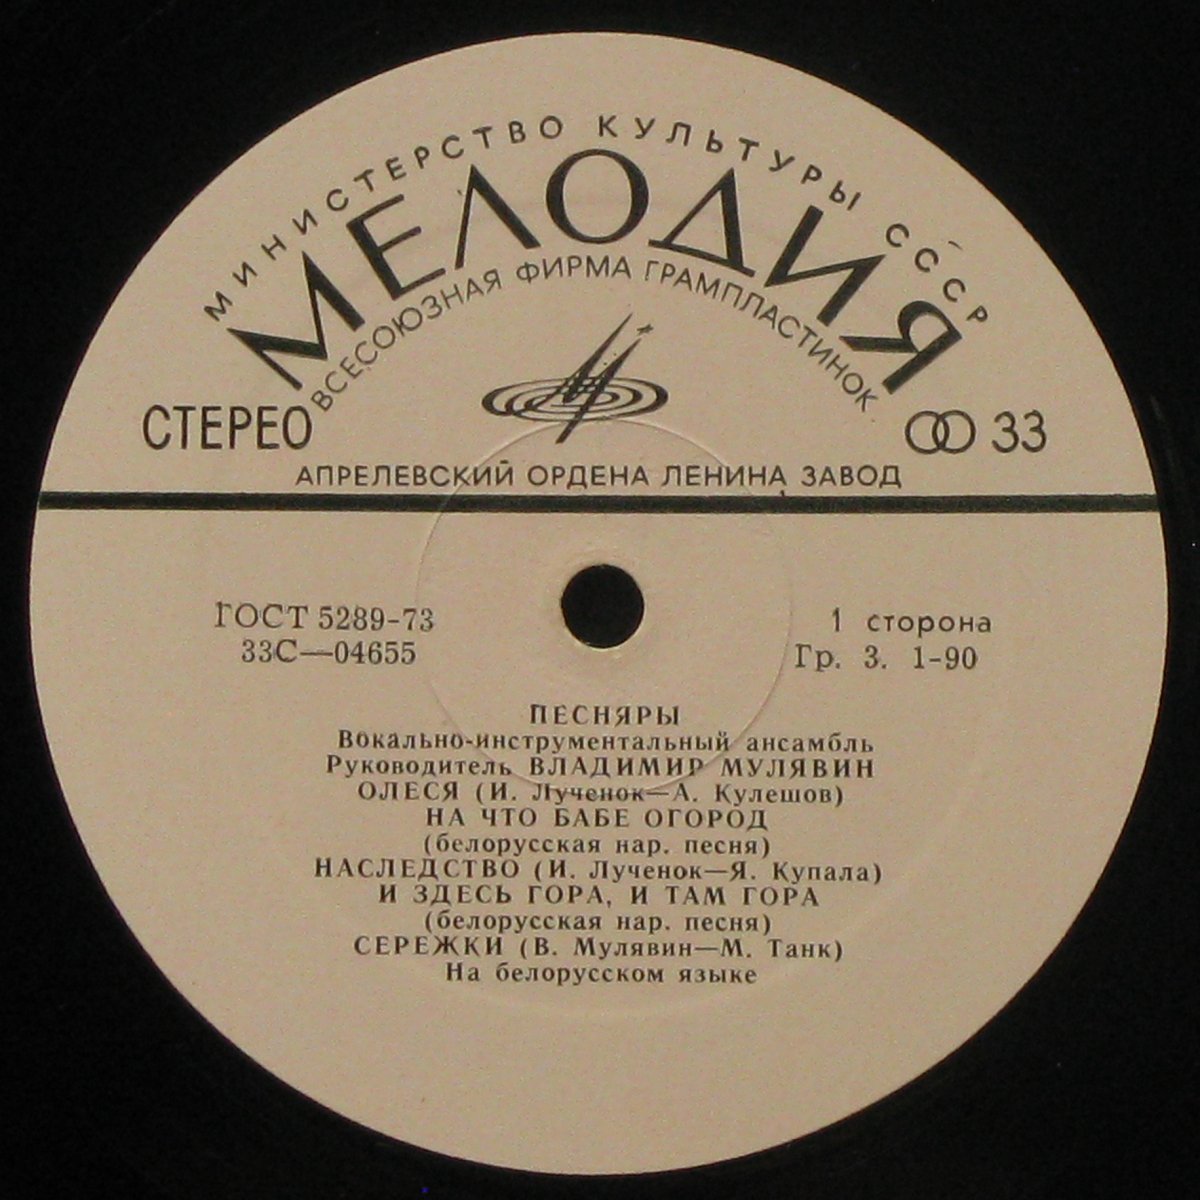 МИНИСТЕРСТВО КУЛЬТУРЫ СССР
МЕЛОДИЯ
ВСЕСОЮЗНАЯ ФИРМА ГРАМПЛАСТИНОК
СТЕРЕО
33
АПРЕЛЕВСКИЙ ОРДЕНА ЛЕНИНА ЗАВОД
ГОСТ 5289-73
33С—04655
1 сторона
Гр. 3. 1-90
ПЕСНЯРЫ
Вокально-инструментальный ансамбль
Руководитель ВЛАДИМИР МУЛЯВИН
ОЛЕСЯ (И. Лученок—А. Кулешов)
НА ЧТО БАБЕ ОГОРОД
(белорусская нар. песня)
НАСЛЕДСТВО (И. Лученок—Я. Купала)
И ЗДЕСЬ ГОРА, И ТАМ ГОРА
(белорусская нар. песня)
СЕРЕЖКИ (В. Мулявин—М. Танк)
На белорусском языке